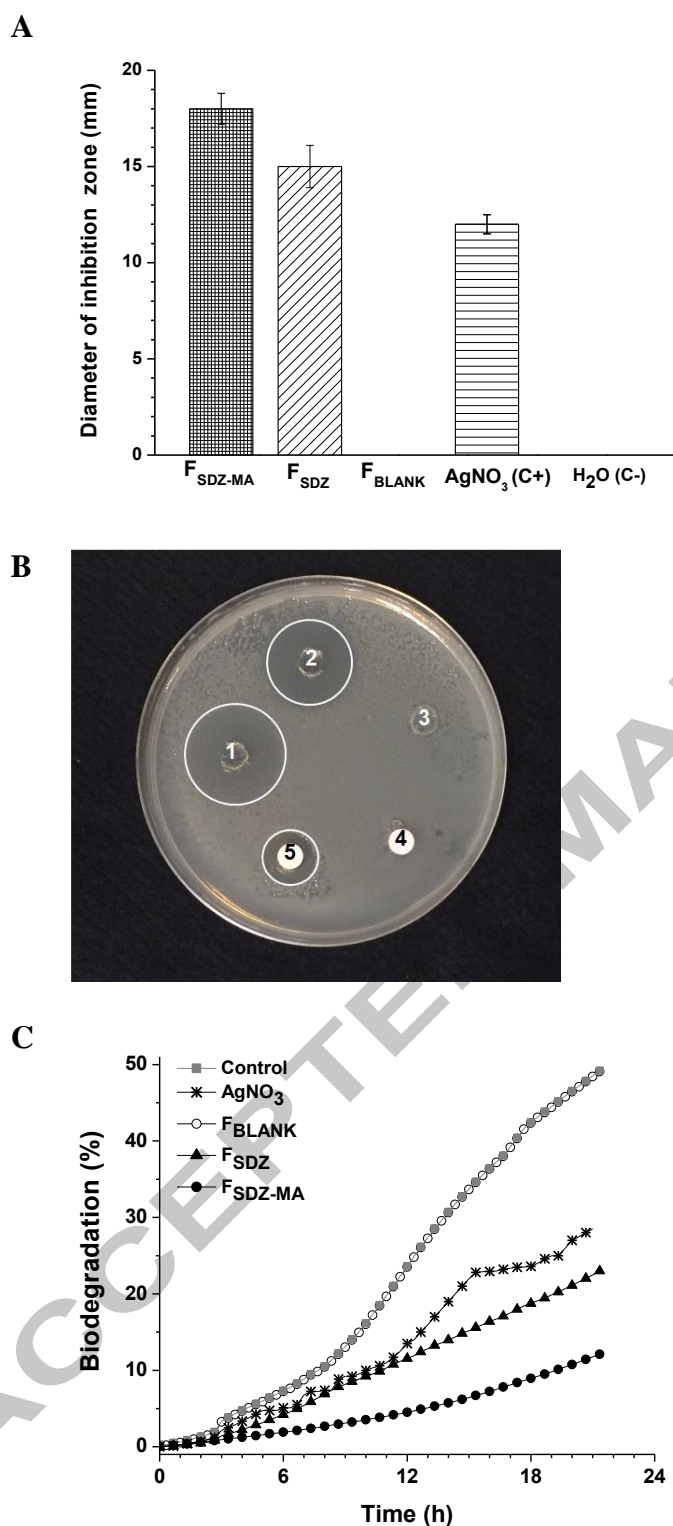 A
20
15
10
5
0
Diameter of inhibition zone (mm)
F_SDZ-MA F_SDZ F_BLANK AgNO_3 (C+) H_2O (C-)
B
1
2
3
4
5
C
50
40
30
20
10
0
Biodegradation (%)
Control
AgNO_3
F_BLANK
F_SDZ
F_SDZ-MA
0 6 12 18 24
Time (h)
ACCEPTED MA